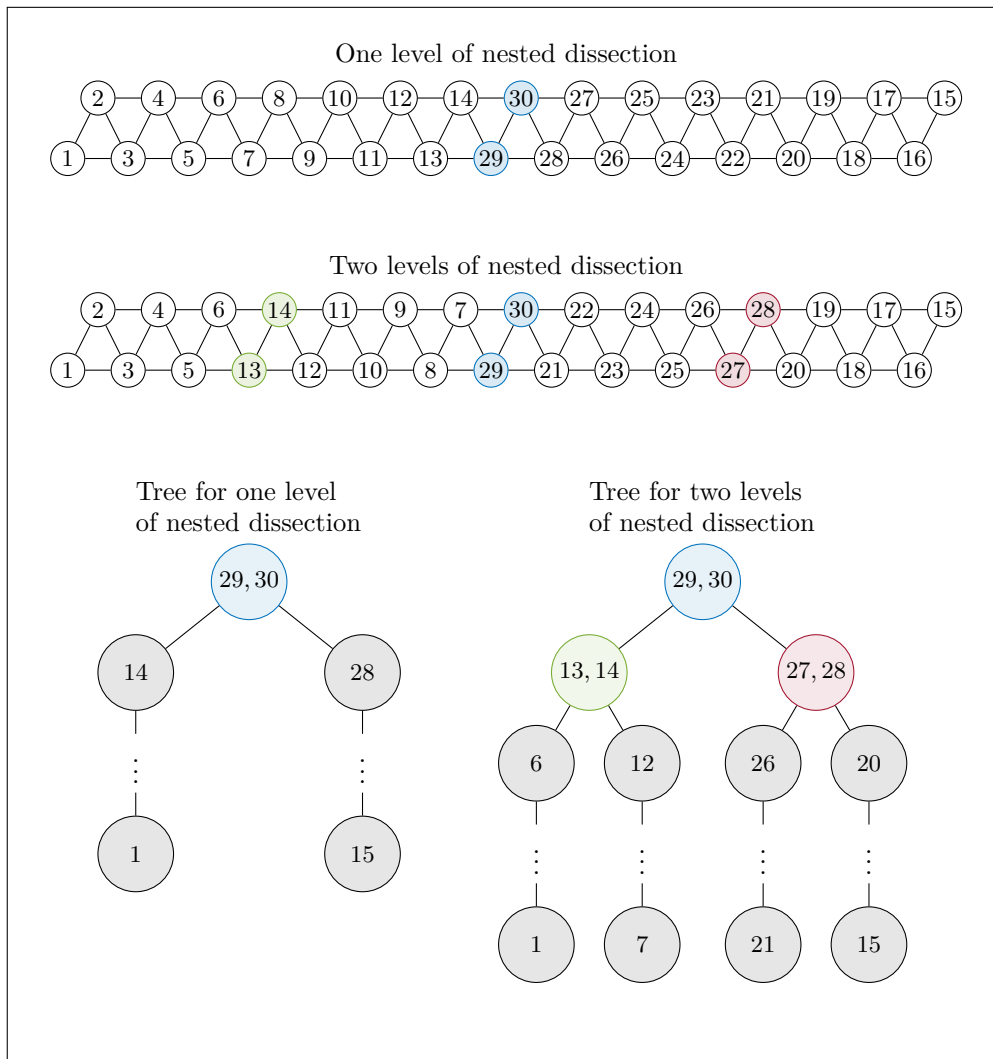 One level of nested dissection
2 4 6 8 10 12 14 30 27 25 23 21 19 17 15
1 3 5 7 9 11 13 29 28 26 24 22 20 18 16
Two levels of nested dissection
2 4 6 14 11 9 7 30 22 24 26 28 19 17 15
1 3 5 13 12 10 8 29 21 23 25 27 20 18 16
Tree for one level
of nested dissection
29, 30
14 28
⋮ ⋮
1 15
Tree for two levels
of nested dissection
29, 30
13, 14 27, 28
6 12 26 20
⋮ ⋮ ⋮ ⋮
1 7 21 15